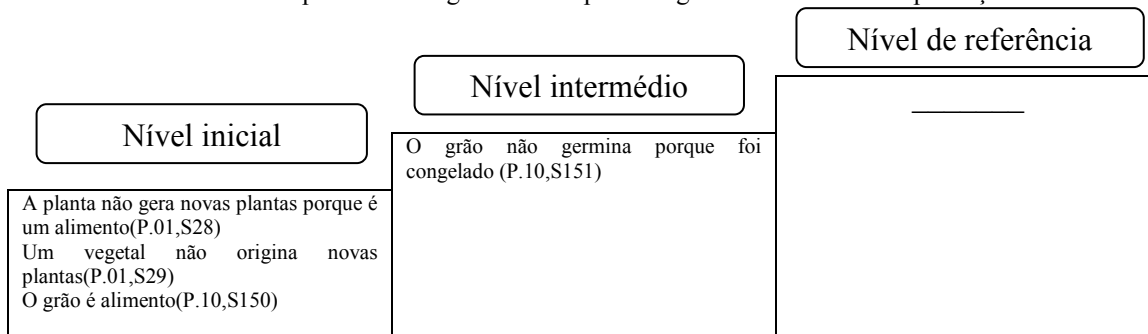 Nível de referência
Nível intermédio
Nível inicial
O grão não germina porque foi
congelado (P.10,S151)
A planta não gera novas plantas porque é
um alimento(P.01,S28)
Um vegetal não origina novas
plantas(P.01,S29)
O grão é alimento(P.10,S150)